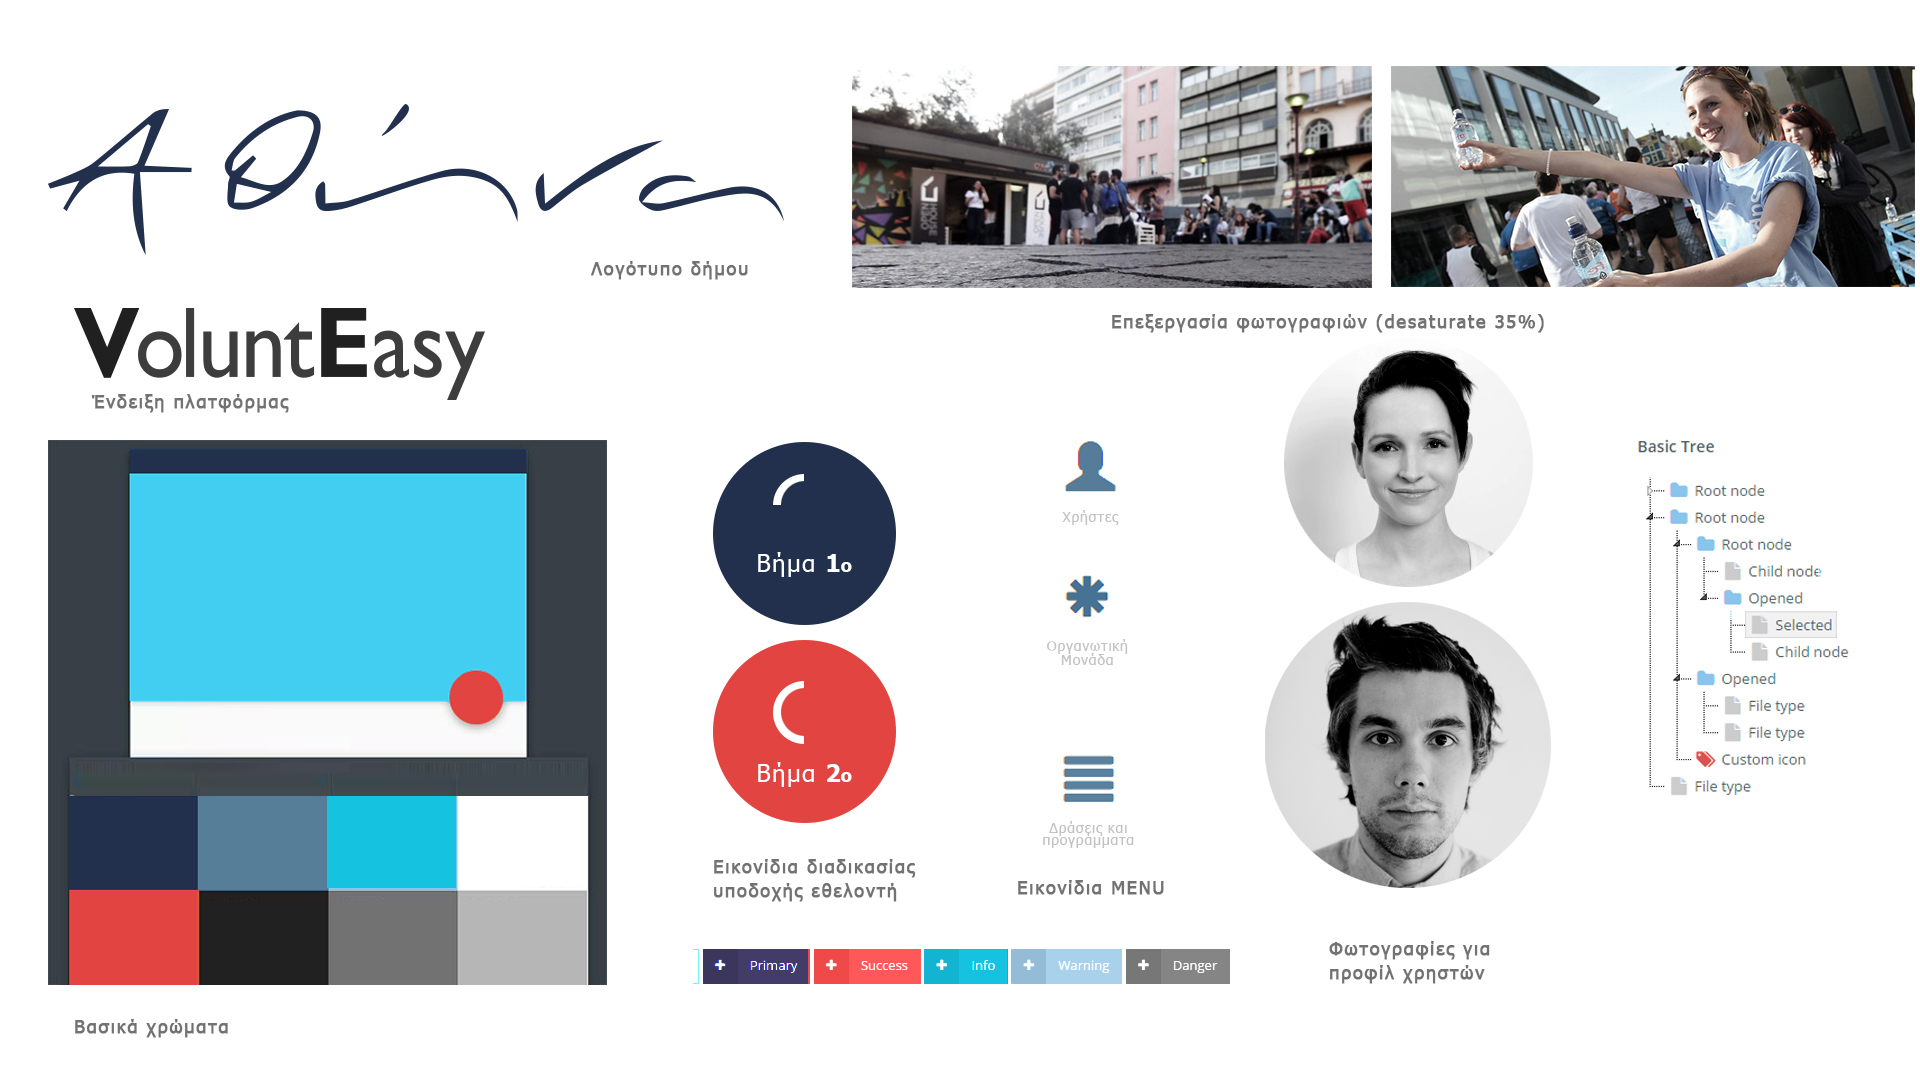 Αθήνα
Λογότυπο δήμου
VoluntEasy
Ένδειξη πλατφόρμας
Επεξεργασία φωτογραφιών (desaturate 35%)
Βήμα 1ο
Βήμα 2ο
Εικονίδια διαδικασίας
υποδοχής εθελοντή
Χρήστες
Οργανωτική
Μονάδα
Δράσεις και
προγράμματα
Εικονίδια MENU
Basic Tree
Root node
Root node
Root node
Child node
Opened
Selected
Child node
Opened
File type
File type
Custom icon
File type
Primary
Success
Info
Warning
Danger
Φωτογραφίες για
προφίλ χρηστών
Βασικά χρώματα